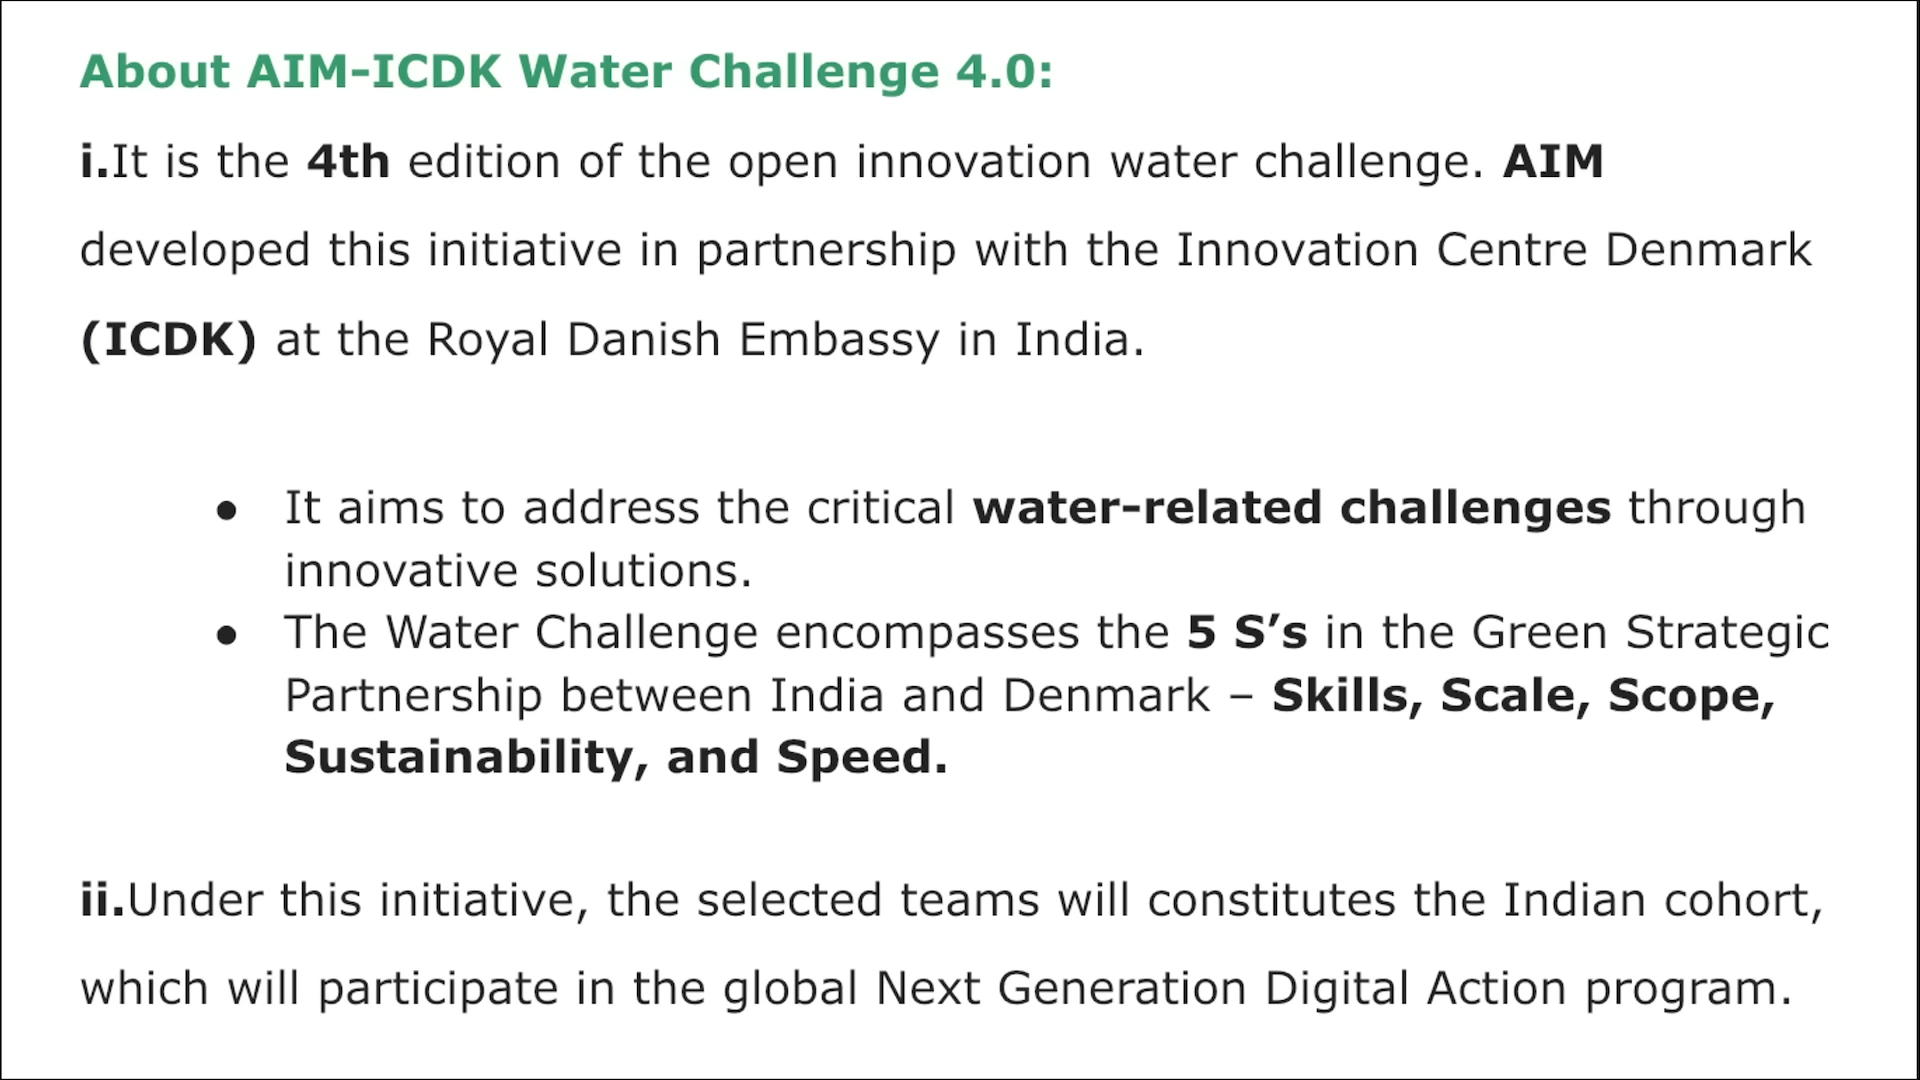 About AIM-ICDK Water Challenge 4.0:
i.It is the 4th edition of the open innovation water challenge. AIM
developed this initiative in partnership with the Innovation Centre Denmark
(ICDK) at the Royal Danish Embassy in India.
● It aims to address the critical water-related challenges through
innovative solutions.
● The Water Challenge encompasses the 5 S’s in the Green Strategic
Partnership between India and Denmark – Skills, Scale, Scope,
Sustainability, and Speed.
ii.Under this initiative, the selected teams will constitutes the Indian cohort,
which will participate in the global Next Generation Digital Action program.